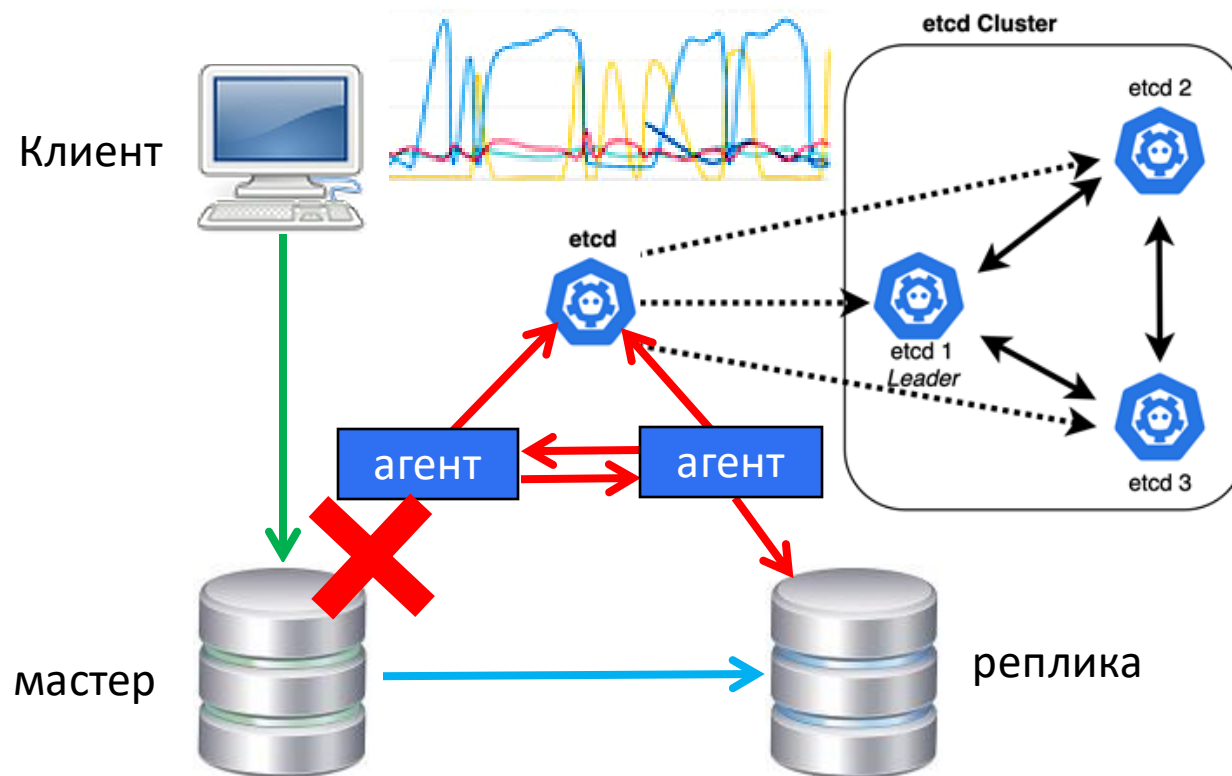 etcd Cluster
Клиент
etcd 2
etcd
etcd 1
Leader
агент
агент
etcd 3
мастер
реплика